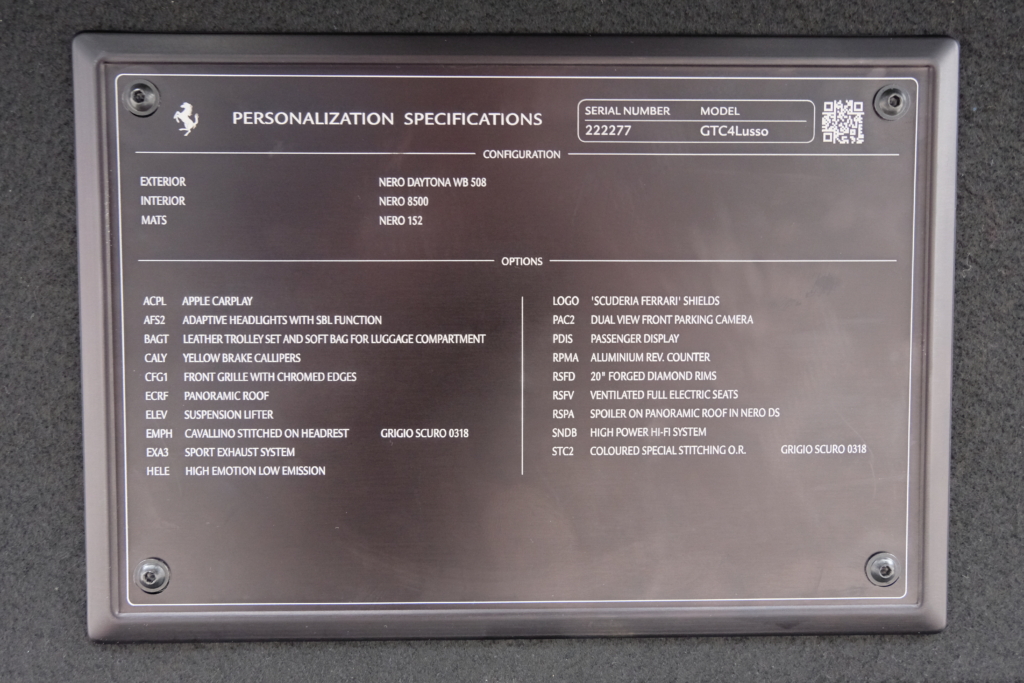 PERSONALIZATION SPECIFICATIONS
SERIAL NUMBER MODEL
222277 GTC4Lusso
CONFIGURATION
EXTERIOR NERO DAYTONA WB 508
INTERIOR NERO 8500
MATS NERO 152
OPTIONS
ACPL APPLE CARPLAY
AFS2 ADAPTIVE HEADLIGHTS WITH SBL FUNCTION
BAGT LEATHER TROLLEY SET AND SOFT BAG FOR LUGGAGE COMPARTMENT
CALY YELLOW BRAKE CALLIPERS
CFG1 FRONT GRILLE WITH CHROMED EDGES
ECRF PANORAMIC ROOF
ELEV SUSPENSION LIFTER
EMPH CAVALLINO STITCHED ON HEADREST GRIGIO SCURO 0318
EXA3 SPORT EXHAUST SYSTEM
HELE HIGH EMOTION LOW EMISSION
LOGO 'SCUDERIA FERRARI' SHIELDS
PAC2 DUAL VIEW FRONT PARKING CAMERA
PDIS PASSENGER DISPLAY
RPMA ALUMINIUM REV. COUNTER
RSFD 20" FORGED DIAMOND RIMS
RSFV VENTILATED FULL ELECTRIC SEATS
RSPA SPOILER ON PANORAMIC ROOF IN NERO DS
SNDB HIGH POWER HI-FI SYSTEM
STC2 COLOURED SPECIAL STITCHING O.R. GRIGIO SCURO 0318